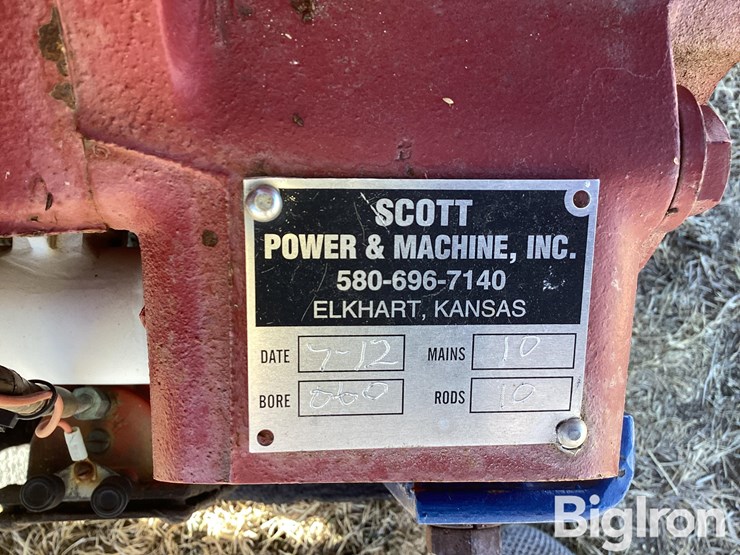 SCOTT
POWER & MACHINE, INC.
580-696-7140
ELKHART, KANSAS
DATE 7-12 MAINS 10
BORE 060 RODS 10
BigIron